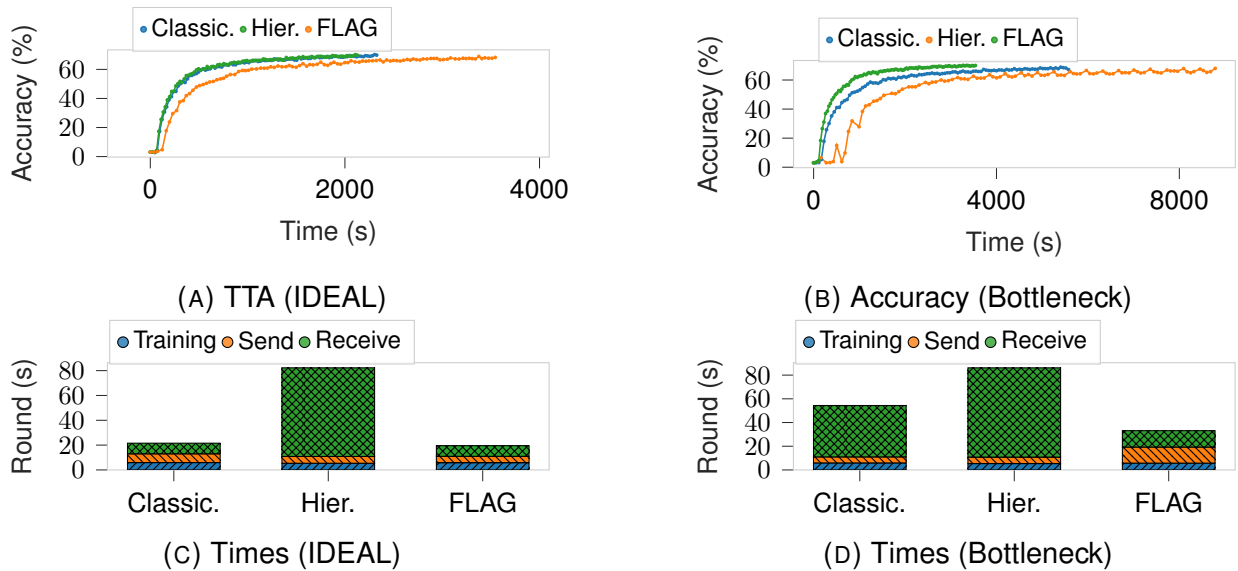 Classic. Hier. FLAG
Accuracy (%)
60
40
20
0
0 2000 4000
Time (s)
(A) TTA (IDEAL)
Classic. Hier. FLAG
Accuracy (%)
60
40
20
0
0 4000 8000
Time (s)
(B) Accuracy (Bottleneck)
Training Send Receive
Round (s)
80
60
40
20
0
Classic. Hier. FLAG
(C) Times (IDEAL)
Training Send Receive
Round (s)
80
60
40
20
0
Classic. Hier. FLAG
(D) Times (Bottleneck)